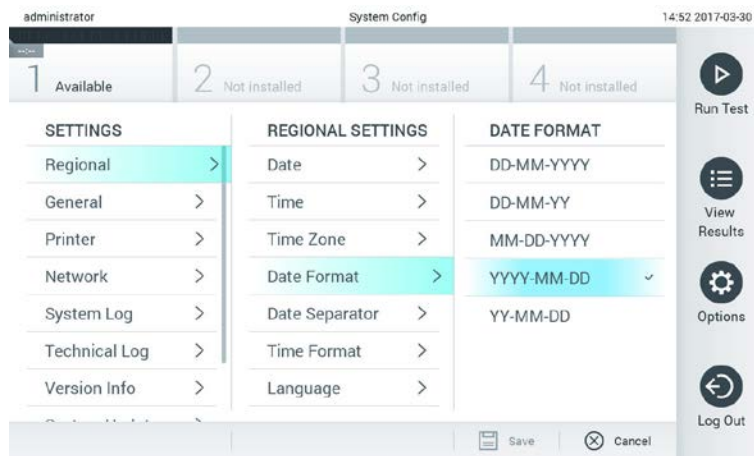 administrator System Config 14:52 2017-03-30
--:--
1 Available 2 Not installed 3 Not installed 4 Not installed
Run Test
SETTINGS
Regional >
General >
Printer >
Network >
System Log >
Technical Log >
Version Info >
REGIONAL SETTINGS
Date >
Time >
Time Zone >
Date Format >
Date Separator >
Time Format >
Language >
DATE FORMAT
DD-MM-YYYY
DD-MM-YY
MM-DD-YYYY
YYYY-MM-DD ✓
YY-MM-DD
View
Results
Options
Log Out
Save Cancel